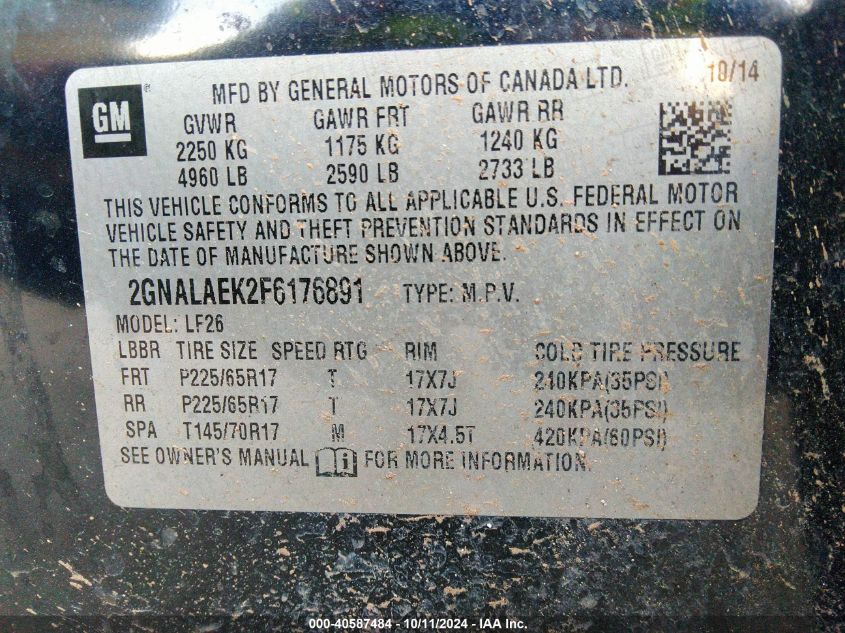 GM
MFD BY GENERAL MOTORS OF CANADA LTD. 10/14
GVWR GAWR FRT GAWR RR
2250 KG 1175 KG 1240 KG
4960 LB 2590 LB 2733 LB
THIS VEHICLE CONFORMS TO ALL APPLICABLE U.S. FEDERAL MOTOR
VEHICLE SAFETY AND THEFT PREVENTION STANDARDS IN EFFECT ON
THE DATE OF MANUFACTURE SHOWN ABOVE.
2GNALAEK2F6176891 TYPE: M.P.V.
MODEL: LF26
LBBR TIRE SIZE SPEED RTG RIM COLD TIRE PRESSURE
FRT P225/65R17 T 17X7J 240KPA(35PSI)
RR P225/65R17 T 17X7J 240KPA(35PSI)
SPA T145/70R17 M 17X4.5T 420KPA(60PSI)
SEE OWNER'S MANUAL FOR MORE INFORMATION.
000-40587484 - 10/11/2024 - IAA Inc.